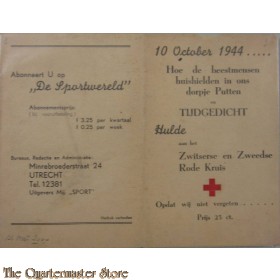 Abonneert U op
„De Sportwereld"
Abonnementsprijs
f 3.25 per kwartaal
f 0.25 per week
Bureaux, Redactie en Administratie:
Minrebroederstraat 24
UTRECHT
Tel. 12381
Uitgevers Mij. „SPORT"
10 October 1944.....
Hoe de beestmensen
huishielden in ons
dorpje Putten
TIJDGEDICHT
Hulde
aan het
Zwitserse en Zweedse
Rode Kruis
Opdat wij niet vergeten......
Prijs 25 ct.
The Quartermaster Store